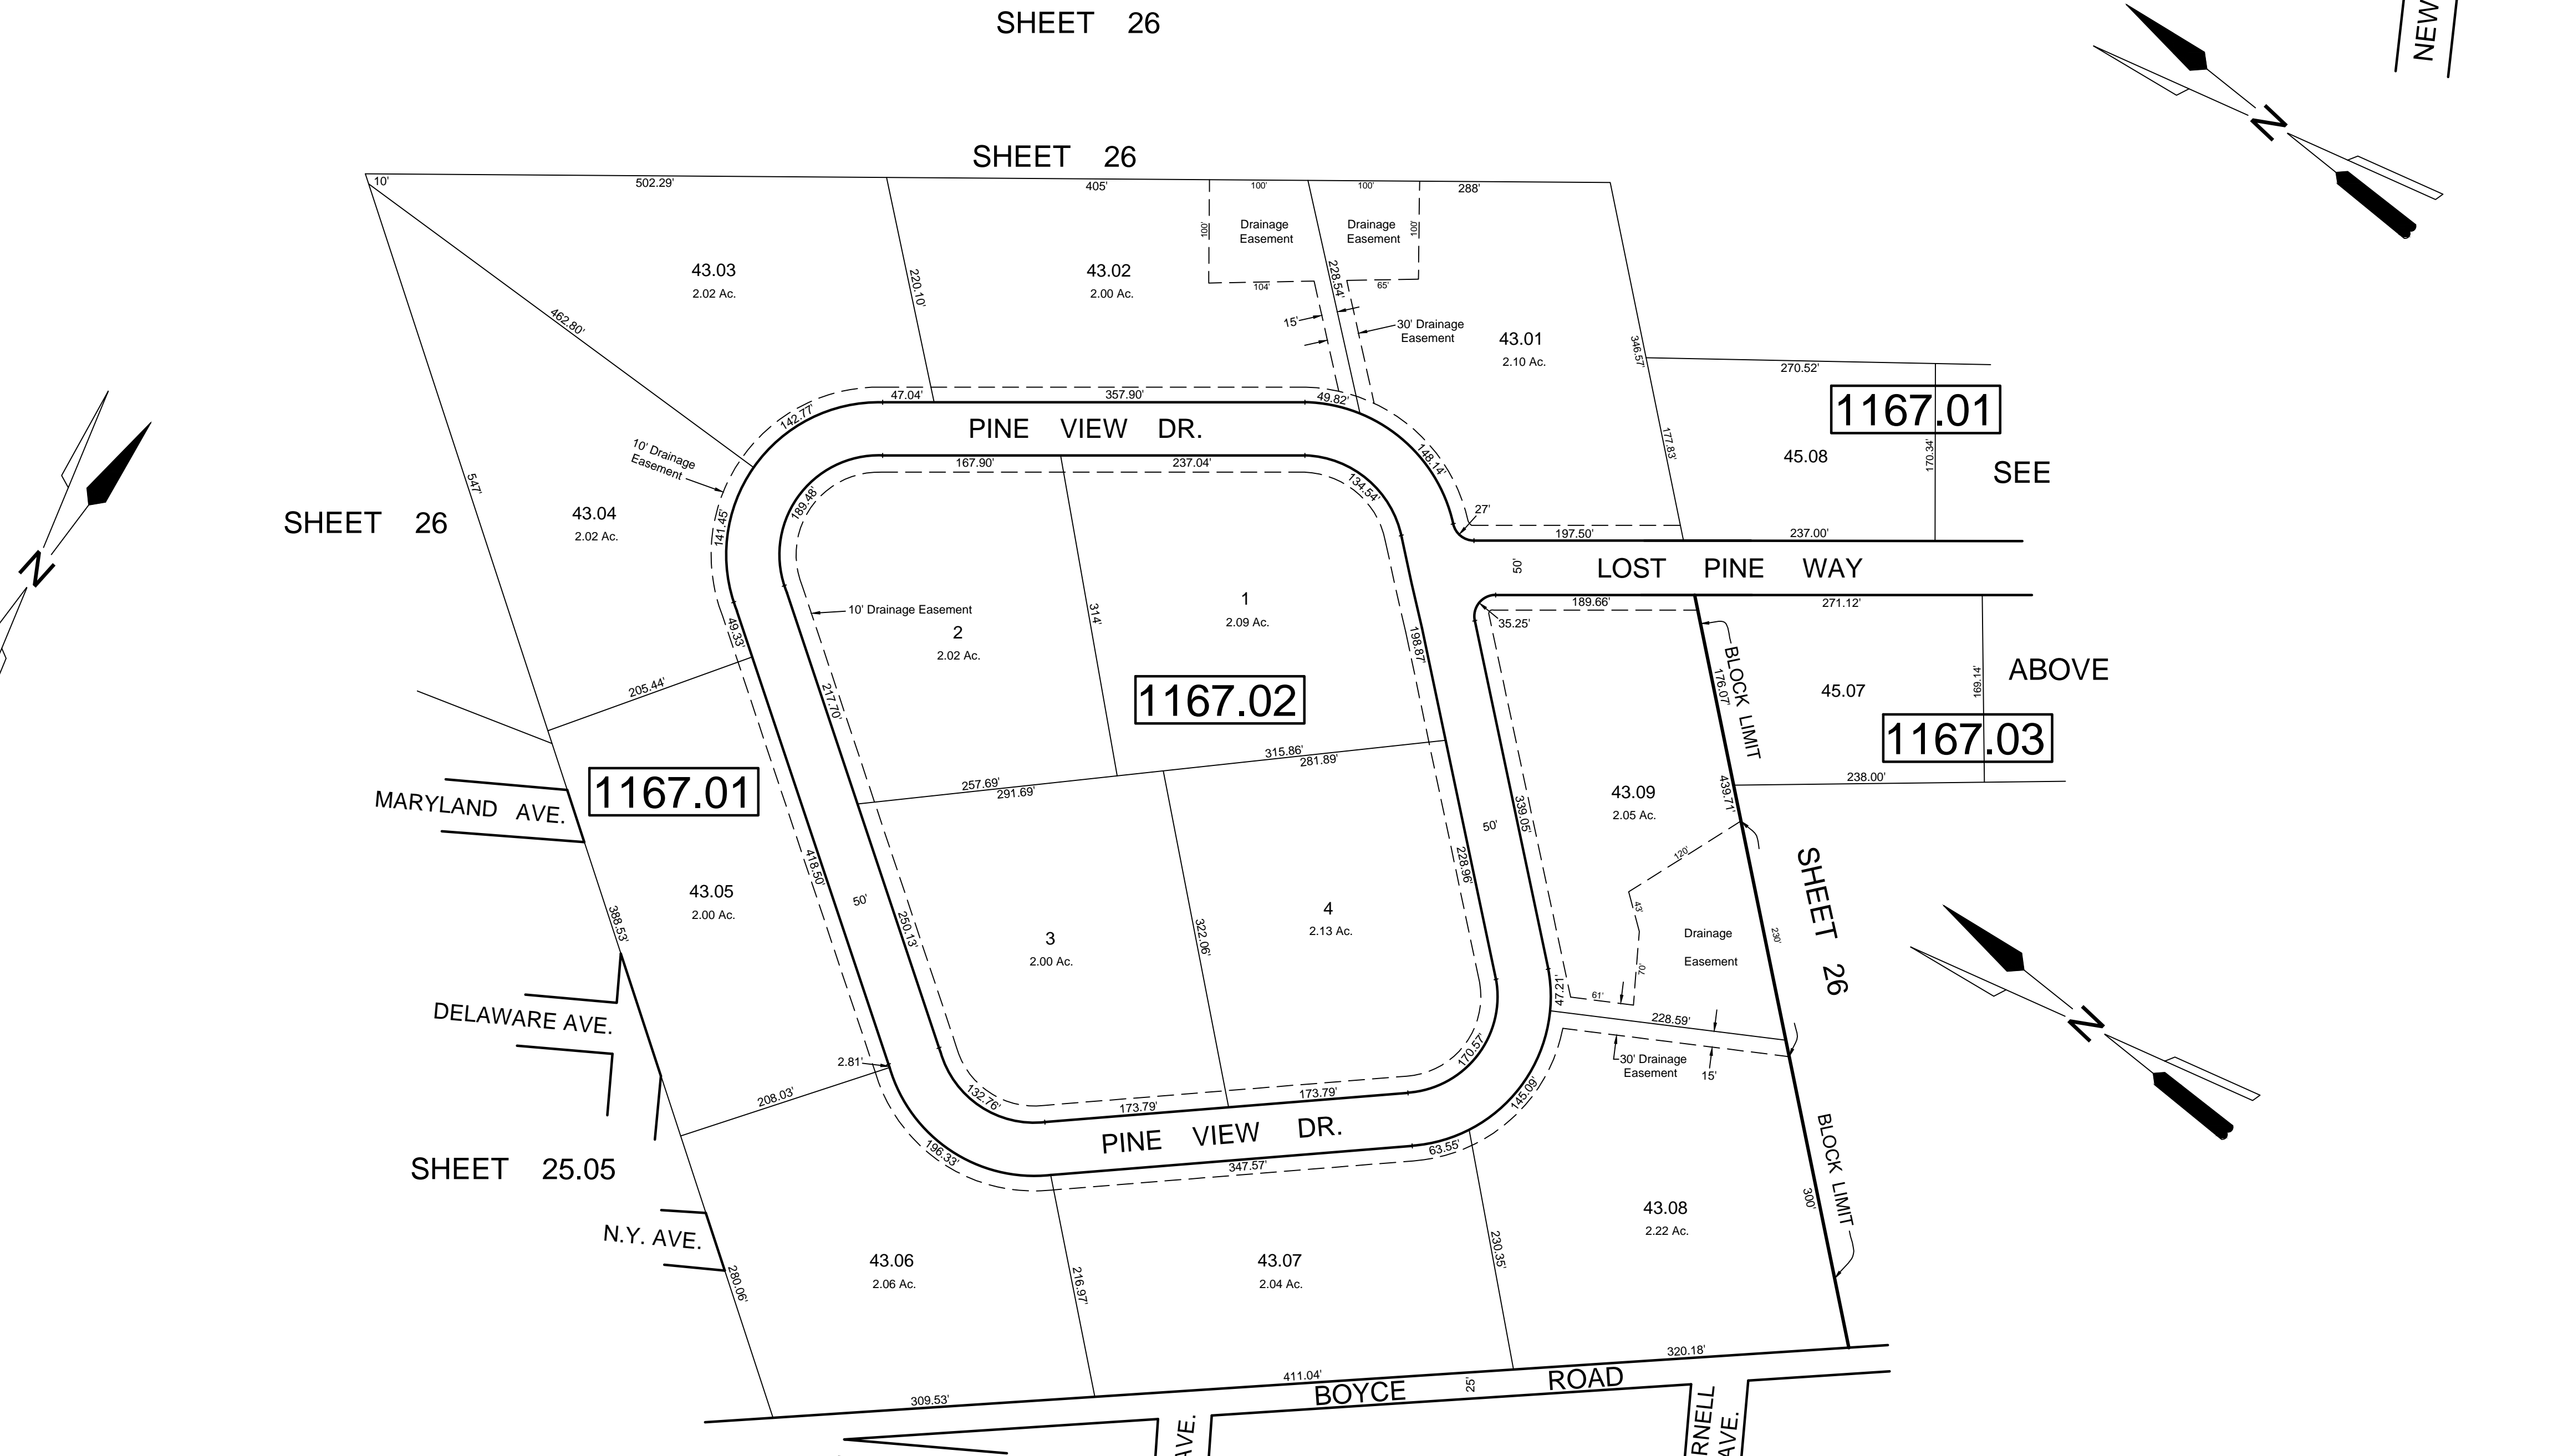 SHEET 26
NEW
N
SHEET 26
10'
502.29'
405'
100'
100'
288'
100'
Drainage
Easement
Drainage
Easement
100'
43.03
2.02 Ac.
220.10'
43.02
2.00 Ac.
104'
228.54'
65'
462.80'
15'
30' Drainage
Easement
43.01
2.10 Ac.
346.57'
270.52'
1167.01
47.04'
357.90'
49.82'
142.77'
PINE VIEW DR.
148.14'
177.83'
45.08
170.34'
SEE
10' Drainage
Easement
167.90'
237.04'
134.54'
189.48'
547'
SHEET 26
43.04
2.02 Ac.
141.45'
27'
197.50'
237.00'
50'
LOST PINE WAY
N
10' Drainage Easement
314'
1
2.09 Ac.
2
2.02 Ac.
189.66'
271.12'
35.25'
49.33'
198.87'
BLOCK LIMIT
176.07'
45.07
169.14'
ABOVE
205.44'
217.70'
1167.02
1167.03
315.86'
281.89'
257.69'
291.69'
238.00'
1167.01
MARYLAND AVE.
43.09
2.05 Ac.
439.71'
339.05'
50'
120'
418.50'
228.96'
43.05
2.00 Ac.
50'
388.53'
250.13'
322.06'
4
2.13 Ac.
3
2.00 Ac.
43'
70'
Drainage
Easement
230'
SHEET 26
47.21'
61'
228.59'
N
DELAWARE AVE.
2.81'
208.03'
132.76'
173.79'
173.79'
170.57'
145.09'
30' Drainage
Easement
15'
PINE VIEW DR.
196.33'
347.57'
63.55'
BLOCK LIMIT
SHEET 25.05
300'
N.Y. AVE.
280.06'
43.06
2.06 Ac.
216.97'
43.07
2.04 Ac.
230.35'
43.08
2.22 Ac.
320.18'
411.04'
309.53'
BOYCE ROAD
25'
AVE.
RNELL
AVE.